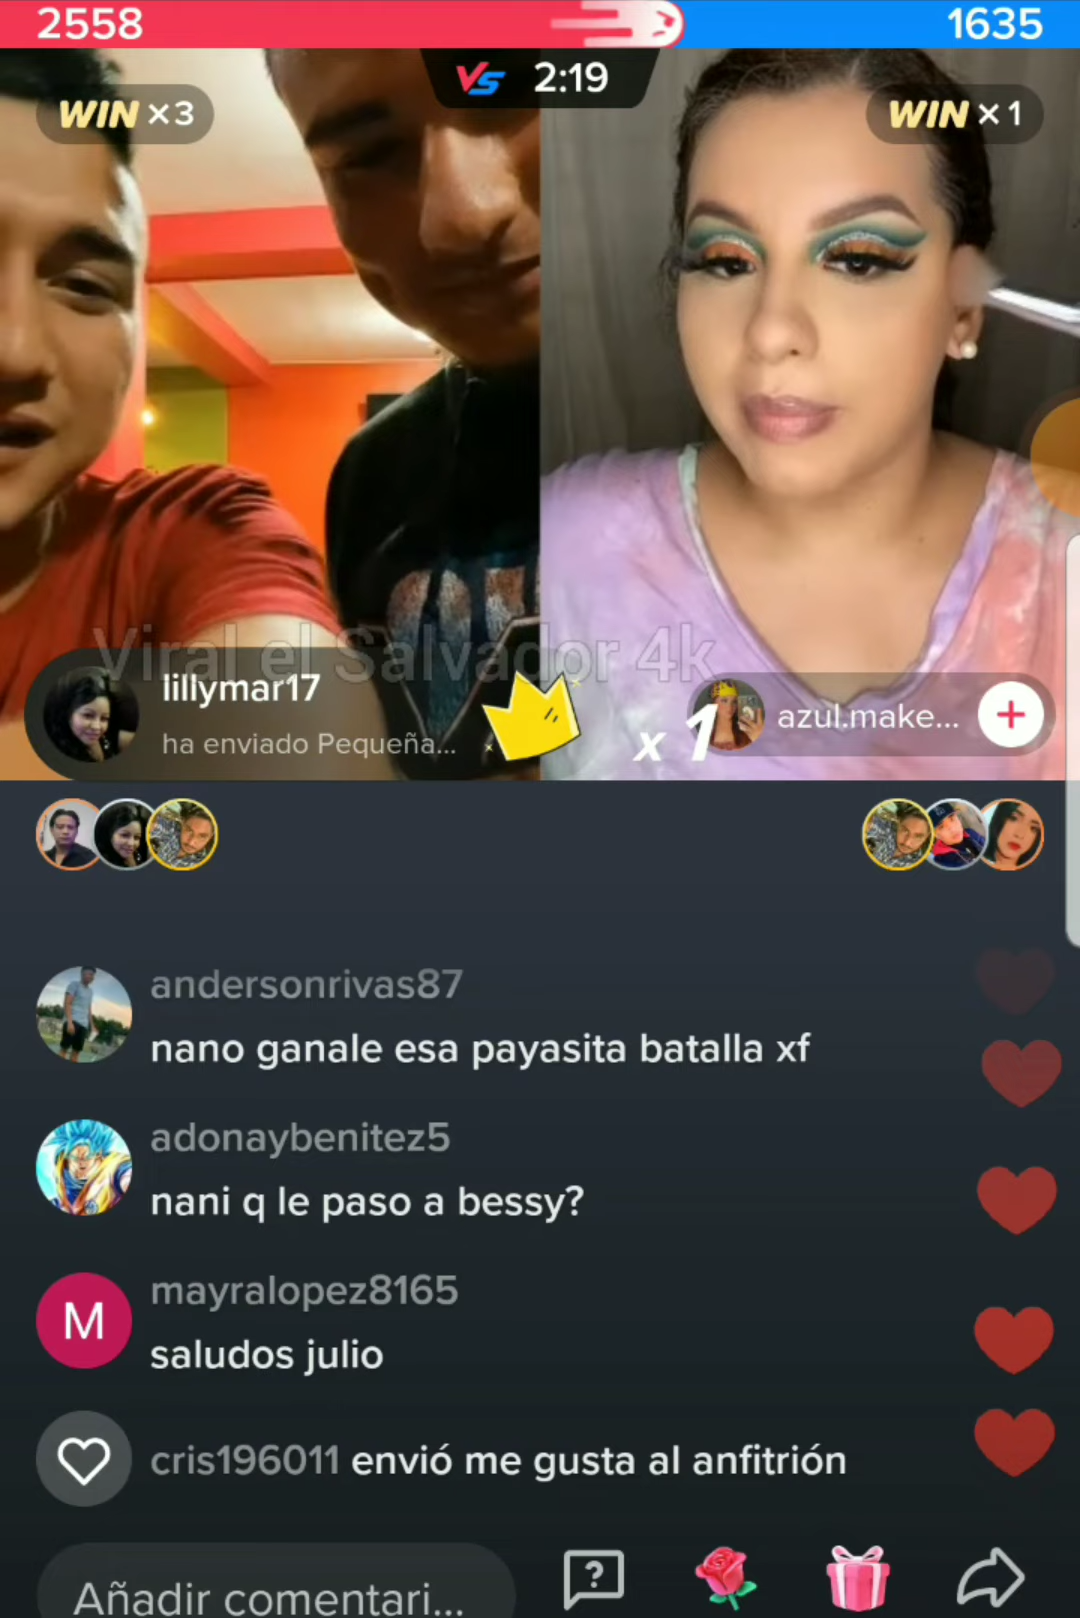 2558
1635
VS 2:19
WIN ×3
WIN ×1
Viral el Salvador 4k
lillymar17
ha enviado Pequeña...
x 1
azul.make...
andersonrivas87
nano ganale esa payasita batalla xf
adonaybenitez5
nani q le paso a bessy?
M
mayralopez8165
saludos julio
cris196011 envió me gusta al anfitrión
Añadir comentari...
?